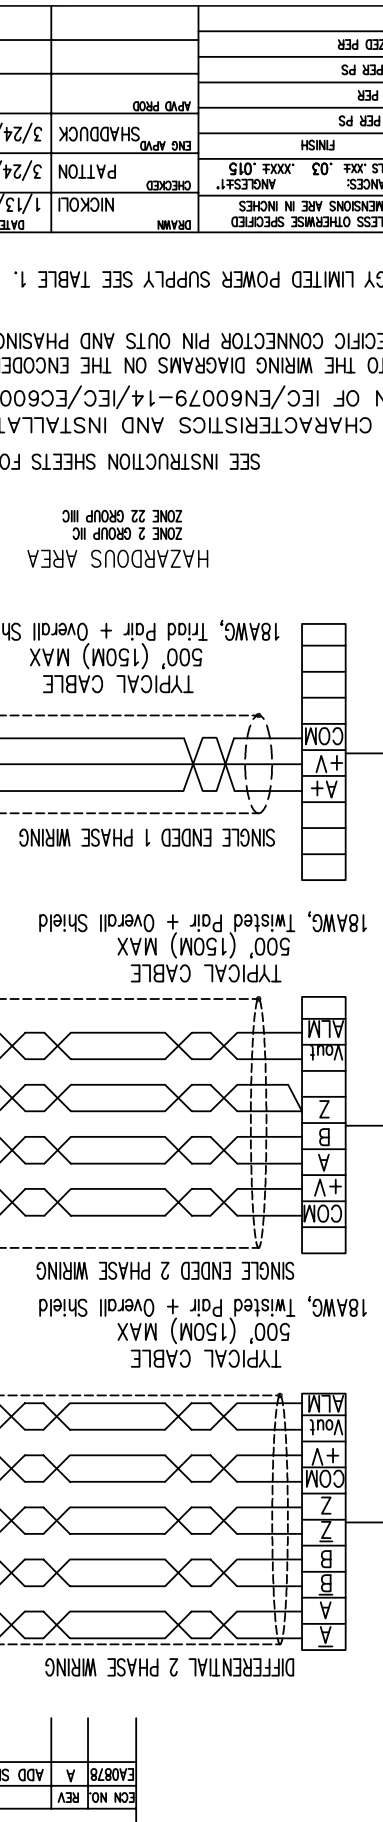 ECN NO. REV
EA0878 A ADD
DIFFERENTIAL 2 PHASE WIRING
A
A
B
B
Z
Z
COM
+V
Vout
ALM
TYPICAL CABLE
500' (150M) MAX
18AWG, Twisted Pair + Overall Shield
SINGLE ENDED 2 PHASE WIRING
COM
+V
A
B
Z
Vout
ALM
TYPICAL CABLE
500' (150M) MAX
18AWG, Twisted Pair + Overall Shield
SINGLE ENDED 1 PHASE WIRING
A+
+V
COM
TYPICAL CABLE
500' (150M) MAX
18AWG, Triad Pair + Overall Sh
HAZARDOUS AREA
ZONE 2 GROUP IIC
ZONE 22 GROUP IIIC
SEE INSTRUCTION SHEETS FO
CHARACTERISTICS AND INSTALLAT
N OF IEC/EN60079-14/IEC/EC600
TO THE WIRING DIAGRAMS ON THE ENCODE
ECIFIC CONNECTOR PIN OUTS AND PHASING
GY LIMITED POWER SUPPLY SEE TABLE 1.
LESS OTHERWISE SPECIFIED DRAWN DATE
MENSIONS ARE IN INCHES NICKOLI 1/13/
ANCES: ANGLES±1° CHECKED
LS .XX± .03 .XXX± .015 PATTON 3/24/
FINISH ENG APVD SHADDUCK 3/24/
PER PS
PER APVD PROD
PER PS
ZED PER